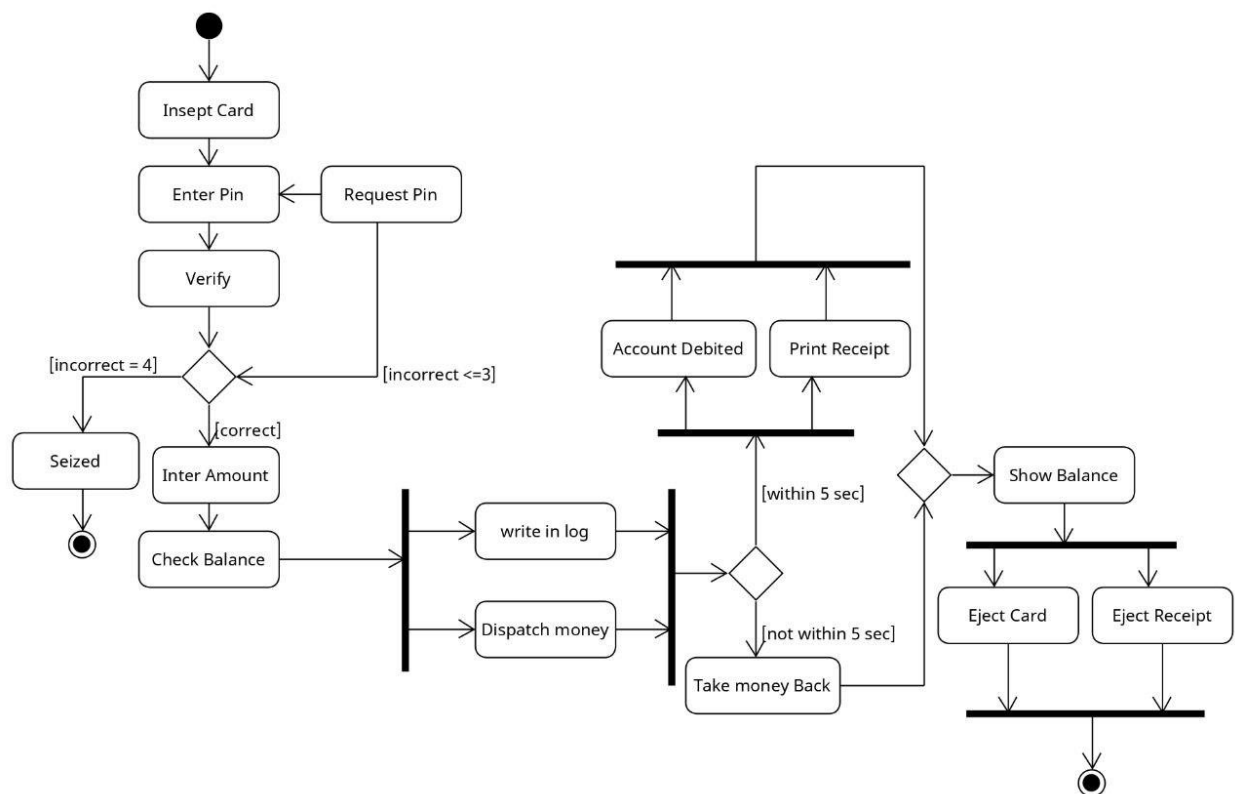 Insept Card
Enter Pin
Request Pin
Verify
[incorrect = 4]
[incorrect <=3]
[correct]
Seized
Inter Amount
Check Balance
write in log
Dispatch money
Account Debited
Print Receipt
[within 5 sec]
[not within 5 sec]
Take money Back
Show Balance
Eject Card
Eject Receipt